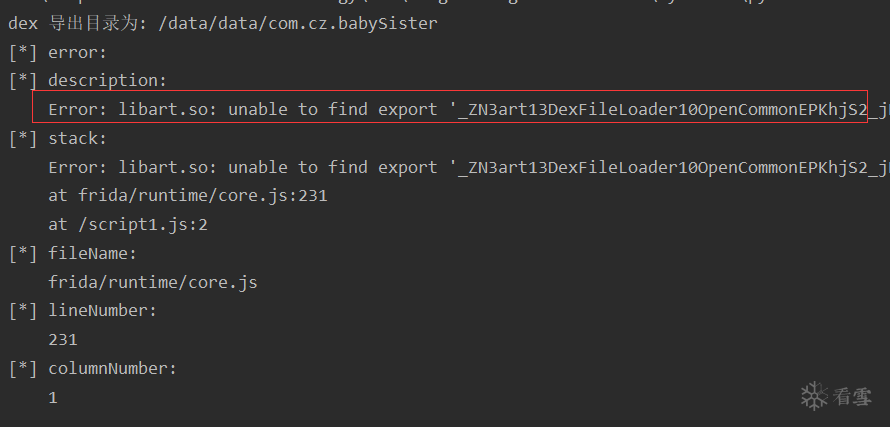 dex 导出目录为: /data/data/com.cz.babySister
[*] error:
[*] description:
Error: libart.so: unable to find export '_ZN3art13DexFileLoader10OpenCommonEPKhjS2_j
[*] stack:
Error: libart.so: unable to find export '_ZN3art13DexFileLoader10OpenCommonEPKhjS2_j
at frida/runtime/core.js:231
at /script1.js:2
[*] fileName:
frida/runtime/core.js
[*] lineNumber:
231
[*] columnNumber:
1
看雪